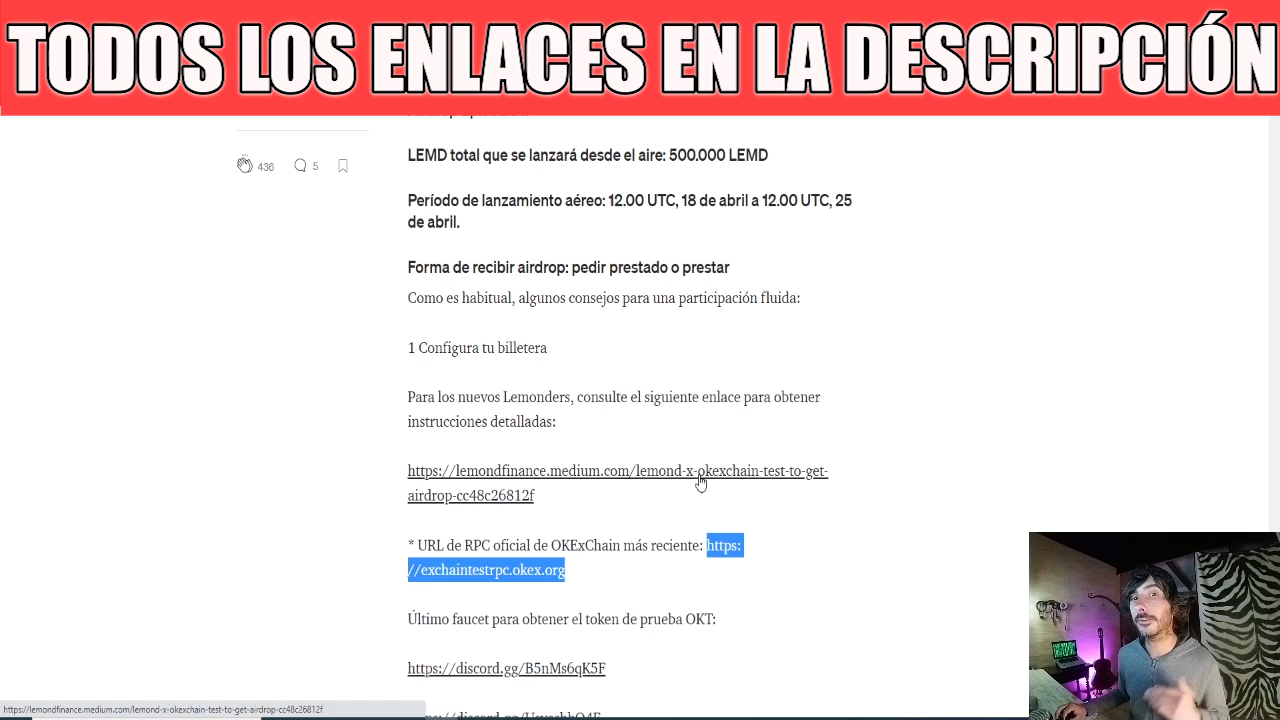 TODOS LOS ENLACES EN LA DESCRIPCIÓN
436
5
LEMD total que se lanzará desde el aire: 500.000 LEMD
Período de lanzamiento aéreo: 12.00 UTC, 18 de abril a 12.00 UTC, 25
de abril.
Forma de recibir airdrop: pedir prestado o prestar
Como es habitual, algunos consejos para una participación fluida:
1 Configura tu billetera
Para los nuevos Lemonders, consulte el siguiente enlace para obtener
instrucciones detalladas:
https://lemondfinance.medium.com/lemond-x-okexchain-test-to-get-
airdrop-cc48c26812f
* URL de RPC oficial de OKExChain más reciente: https:
//exchaintestrpc.okex.org
Último faucet para obtener el token de prueba OKT:
https://discord.gg/B5nMs6qK5F
https://lemondfinance.medium.com/lemond-x-okexchain-test-to-get-airdrop-cc48c26812f